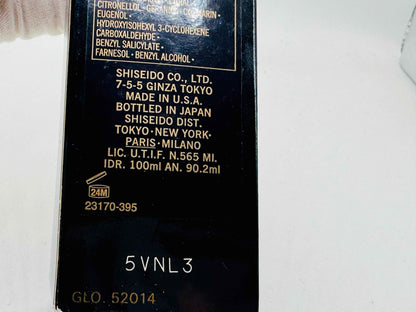 CITRONELLOL · GERANIOL · COUMARIN ·
EUGENOL ·
HYDROXYISOHEXYL 3-CYCLOHEXENE
CARBOXALDEHYDE ·
BENZYL SALICYLATE ·
FARNESOL · BENZYL ALCOHOL ·
SHISEIDO CO., LTD.
7-5-5 GINZA TOKYO
MADE IN U.S.A.
BOTTLED IN JAPAN
SHISEIDO DIST.
TOKYO·NEW YORK·
PARIS·MILANO
LIC. U.T.I.F. N.565 MI.
IDR. 100ml AN. 90.2ml
24M
23170-395
5VNL3
GLO. 52014